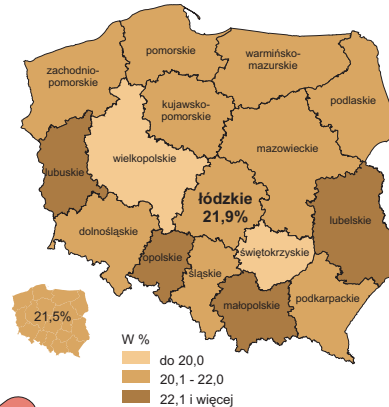 pomorskie
warmińsko-
mazurskie
zachodnio-
pomorskie
podlaskie
kujawsko-
pomorskie
wielkopolskie
mazowieckie
lubuskie
łódzkie
21,9%
lubelskie
dolnośląskie
opolskie
śląskie
świętokrzyskie
małopolskie
podkarpackie
21,5%
W %
do 20,0
20,1 - 22,0
22,1 i więcej